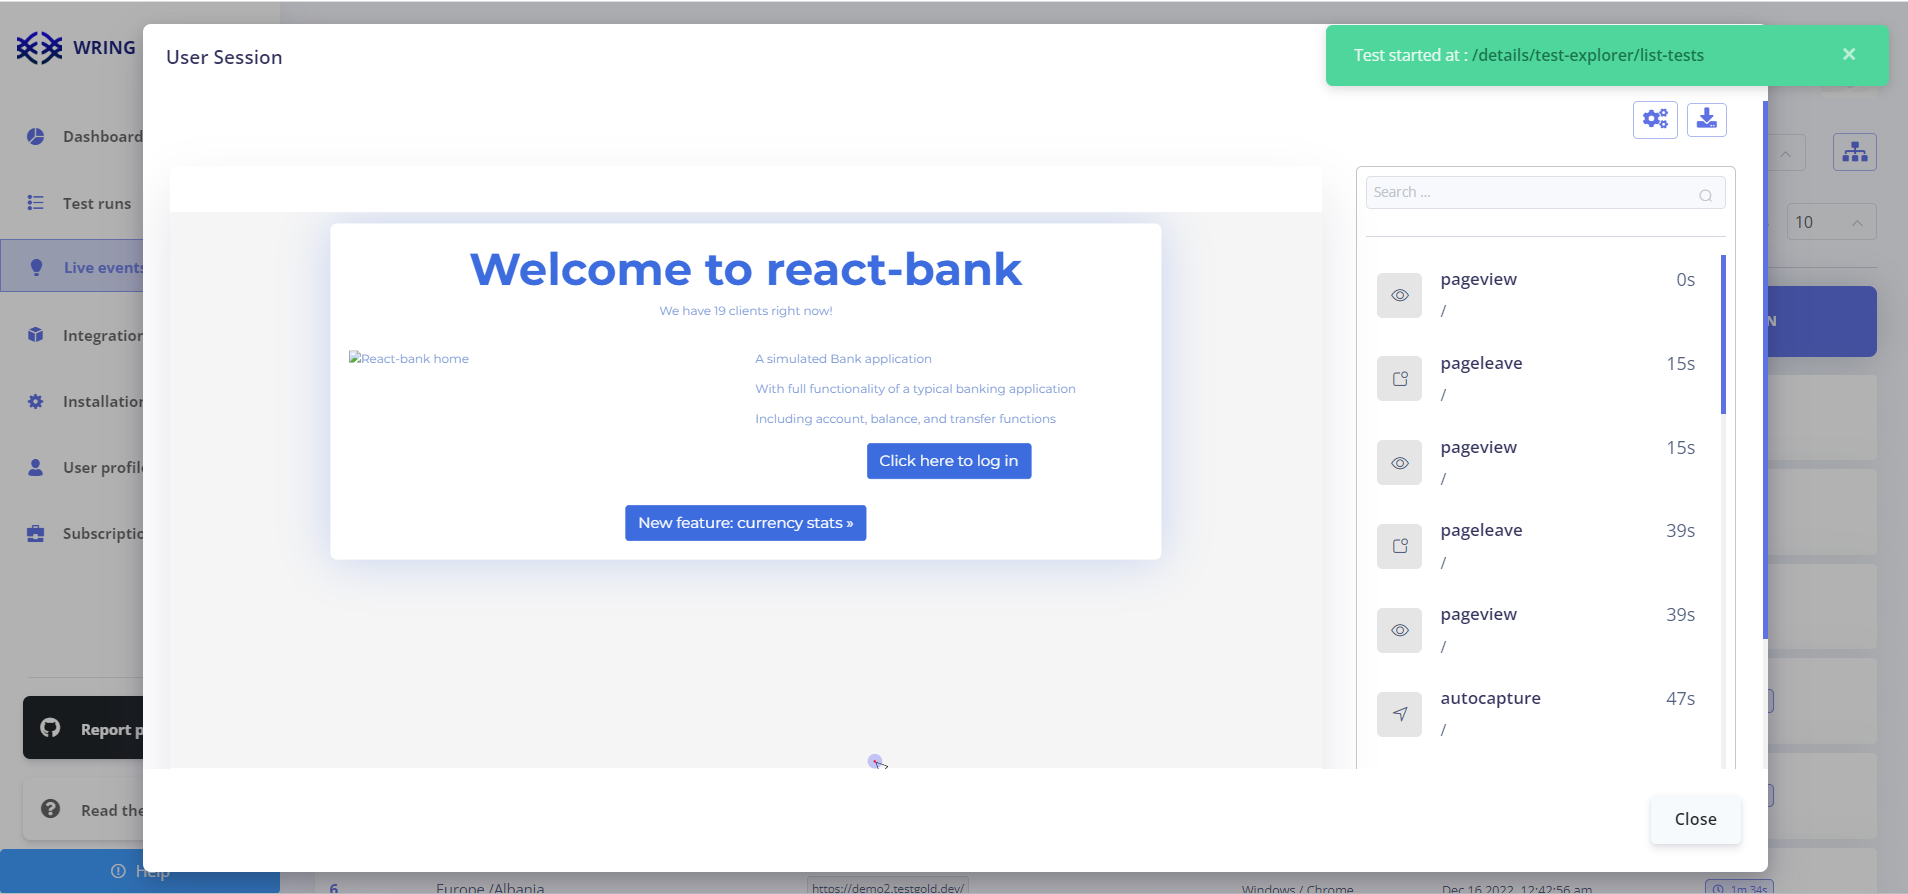 WRING
User Session
Test started at : /details/test-explorer/list-tests
Dashboard
Test runs
Live events
Integration
Installation
User profile
Subscriptio
Report p
Read the
Help
10
N
Welcome to react-bank
We have 19 clients right now!
React-bank home
A simulated Bank application
With full functionality of a typical banking application
Including account, balance, and transfer functions
Click here to log in
New feature: currency stats »
Search ...
pageview 0s
/
pageleave 15s
/
pageview 15s
/
pageleave 39s
/
pageview 39s
/
autocapture 47s
/
Close
6 Europe /Albania https://demo2.testgold.dev/ Windows / Chrome Dec 16 2022, 12:42:56 am 1m 34s